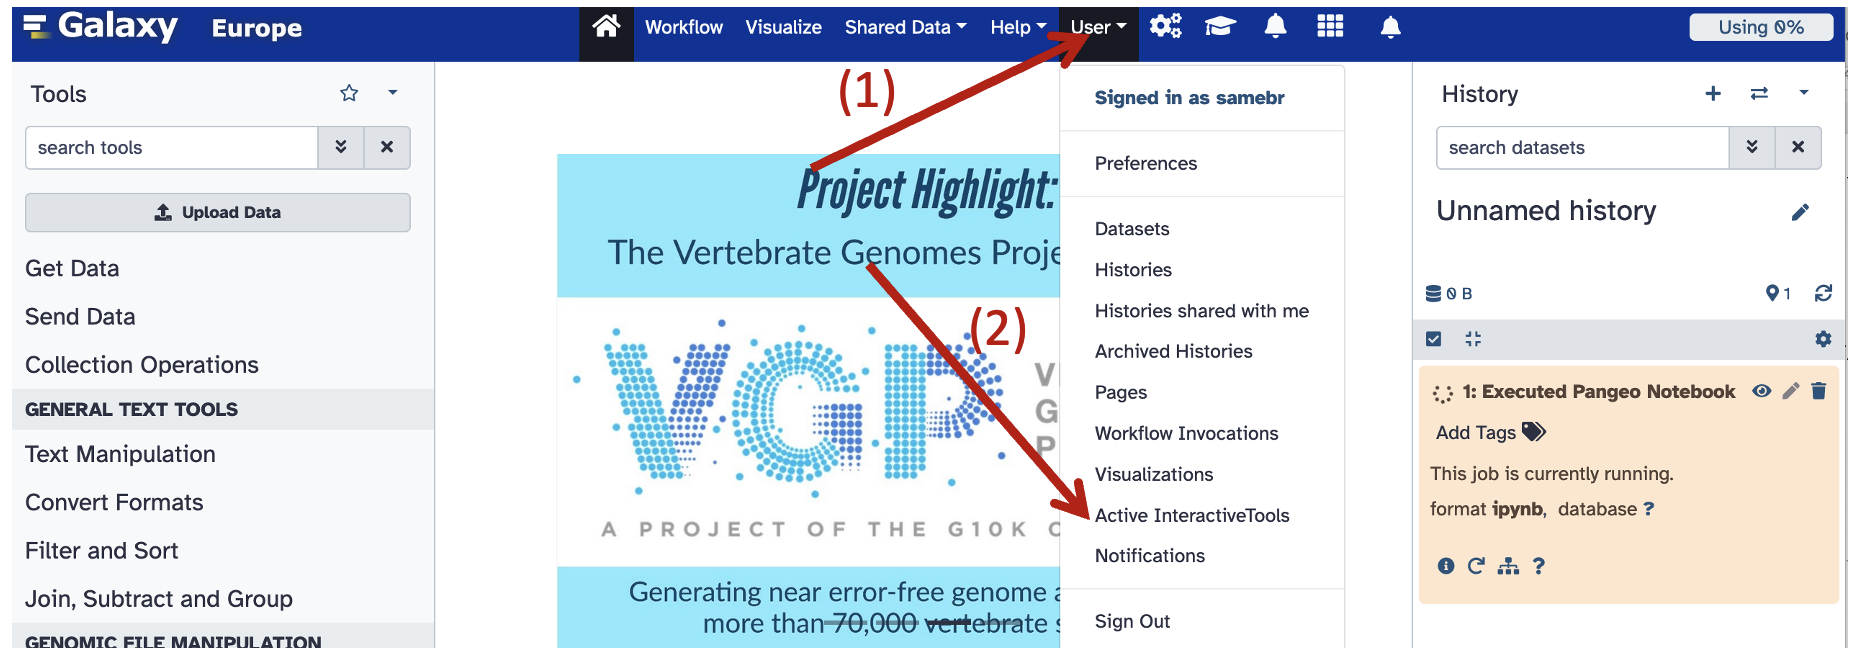 Galaxy Europe
Workflow Visualize Shared Data Help User
Using 0%
Tools
search tools
Upload Data
Get Data
Send Data
Collection Operations
GENERAL TEXT TOOLS
Text Manipulation
Convert Formats
Filter and Sort
Join, Subtract and Group
GENOMIC FILE MANIPULATION
(1)
Project Highlight:
The Vertebrate Genomes Proje
VGP
V
G
P
(2)
A PROJECT OF THE G10K C
Generating near error-free genome a
more than 70,000 vertebrate s
Signed in as samebr
Preferences
Datasets
Histories
Histories shared with me
Archived Histories
Pages
Workflow Invocations
Visualizations
Active InteractiveTools
Notifications
Sign Out
History
search datasets
Unnamed history
0 B
1
1: Executed Pangeo Notebook
Add Tags
This job is currently running.
format ipynb, database ?
?